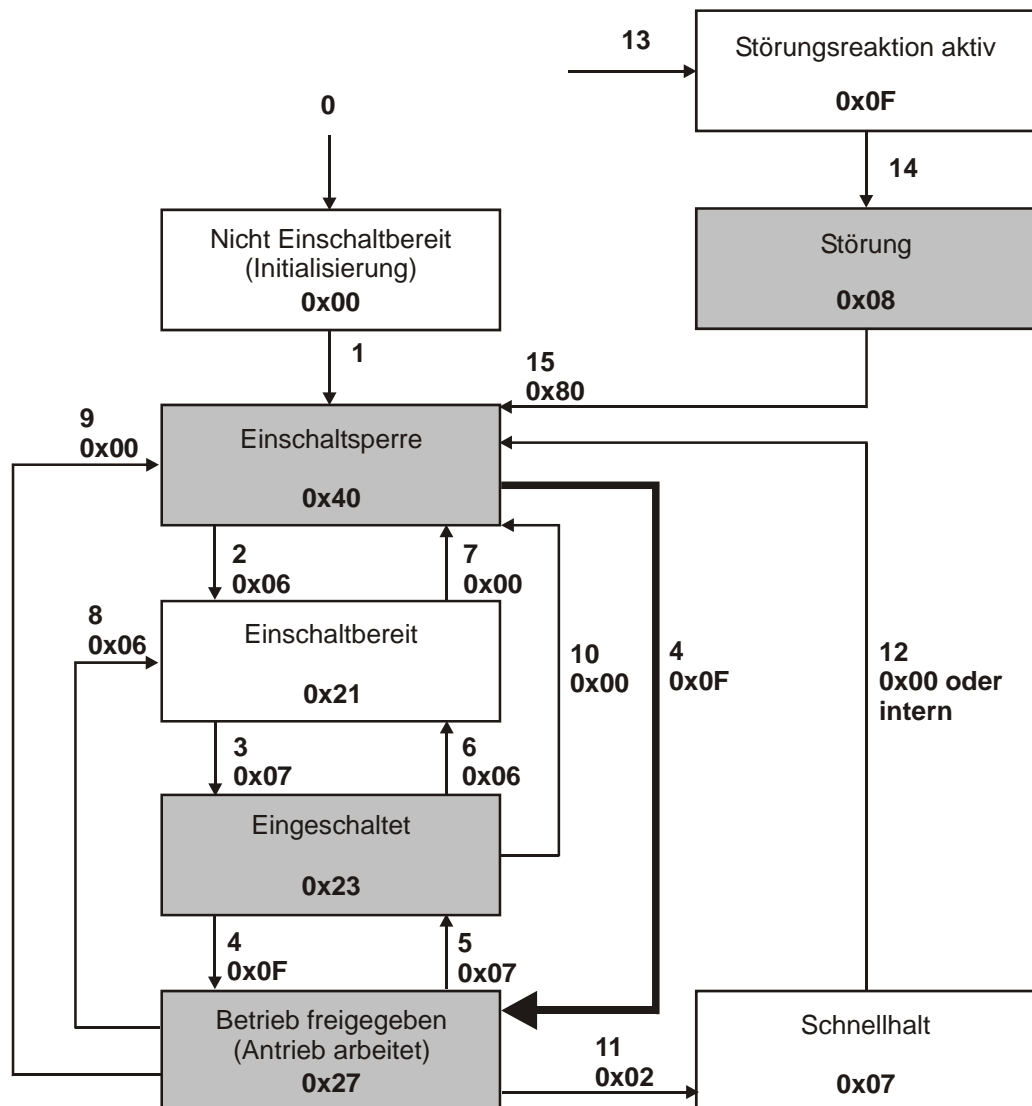 13
Störungsreaktion aktiv
0x0F
0
14
Nicht Einschaltbereit
(Initialisierung)
0x00
Störung
0x08
1
15
0x80
9
0x00
Einschaltsperre
0x40
2
0x06
7
0x00
8
0x06
Einschaltbereit
0x21
10
0x00
4
0x0F
12
0x00 oder
intern
3
0x07
6
0x06
Eingeschaltet
0x23
4
0x0F
5
0x07
Betrieb freigegeben
(Antrieb arbeitet)
0x27
11
0x02
Schnellhalt
0x07